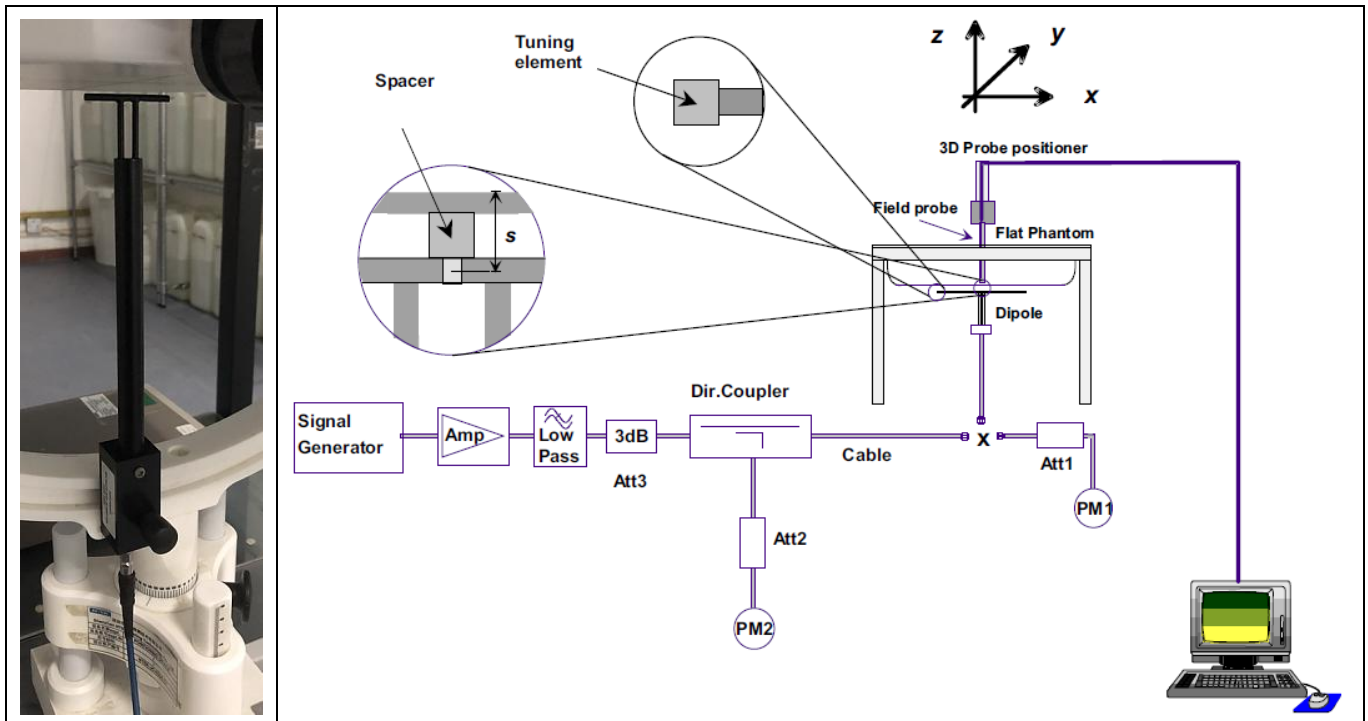 Tuning
element
Spacer
s
z
y
x
3D Probe positioner
Field probe
Flat Phantom
Dipole
Dir.Coupler
Signal
Generator
Amp
Low
Pass
3dB
Att3
Cable
x
Att1
PM1
Att2
PM2